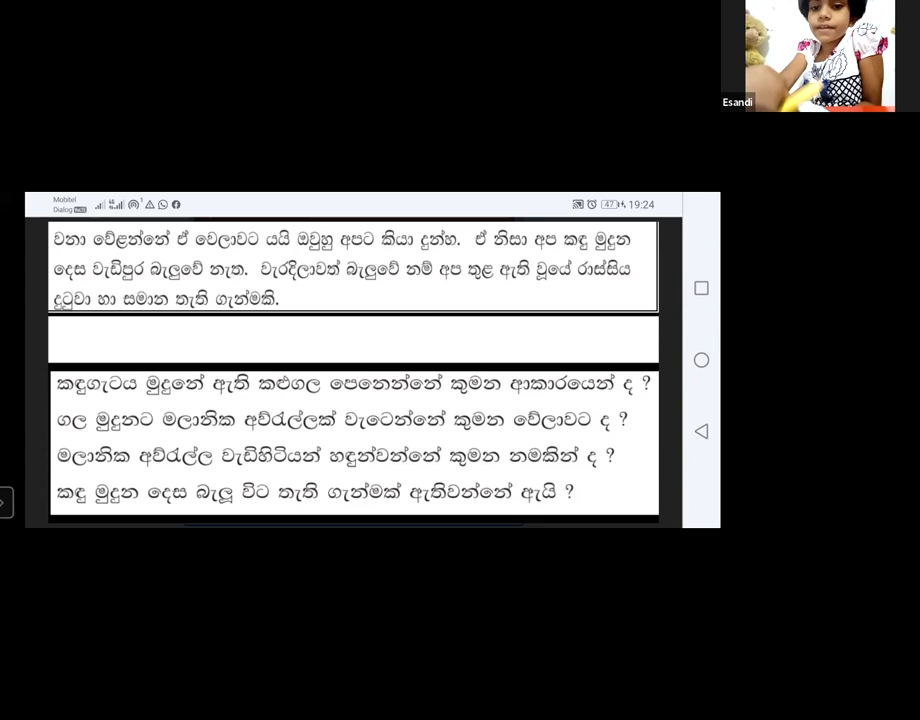 Esandi
Mobitel
Dialog VoLTE
47 19:24
වනා වේළන්නේ ඒ වෙලාවට යයි ඔවුහු අපට කියා දුන්හ. ඒ නිසා අප කඳු මුදුන
දෙස වැඩිපුර බැලුවේ නැත. වැරදිලාවත් බැලුවේ නම් අප තුළ ඇති වූයේ රාස්සිය
දුටුවා හා සමාන තැති ගැන්මකි.
කඳුගැටය මුදුනේ ඇති කළුගල පෙනෙන්නේ කුමන ආකාරයෙන් ද ?
ගල මුදුනට මලානික අව්රැල්ලක් වැටෙන්නේ කුමන වේලාවට ද ?
මලානික අව්රැල්ල වැඩිහිටියන් හඳුන්වන්නේ කුමන නමකින් ද ?
කඳු මුදුන දෙස බැලූ විට තැති ගැන්මක් ඇතිවන්නේ ඇයි ?